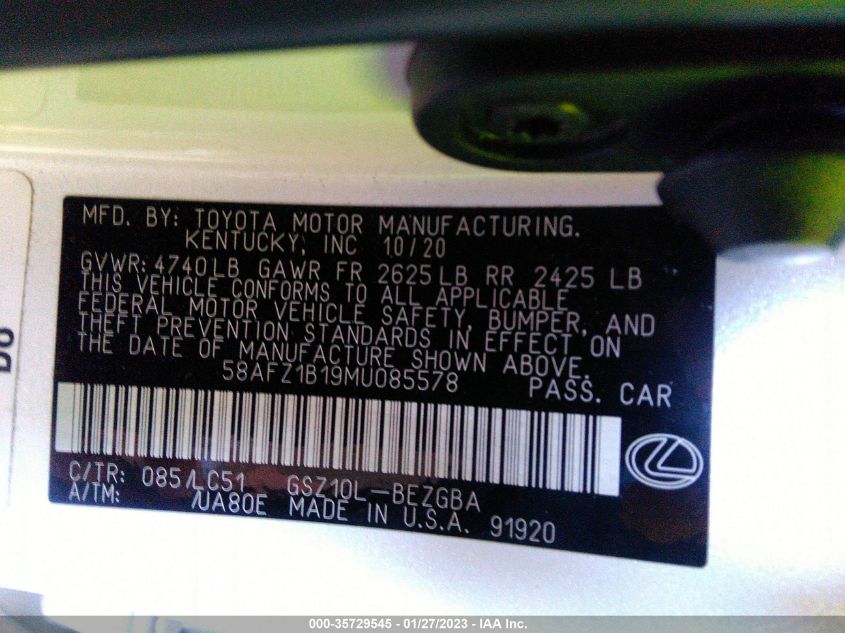 MFD. BY: TOYOTA MOTOR MANUFACTURING.
KENTUCKY, INC 10/20
GVWR: 4740LB GAWR FR 2625LB RR 2425 LB
THIS VEHICLE CONFORMS TO ALL APPLICABLE
FEDERAL MOTOR VEHICLE SAFETY, BUMPER, AND
THEFT PREVENTION STANDARDS IN EFFECT ON
THE DATE OF MANUFACTURE SHOWN ABOVE.
58AFZ1B19MU085578 PASS. CAR
C/TR: 085/LC51 GSZ10L-BEZGBA
A/TM: /UA80E MADE IN U.S.A. 91920
000-35729545 - 01/27/2023 - IAA Inc.